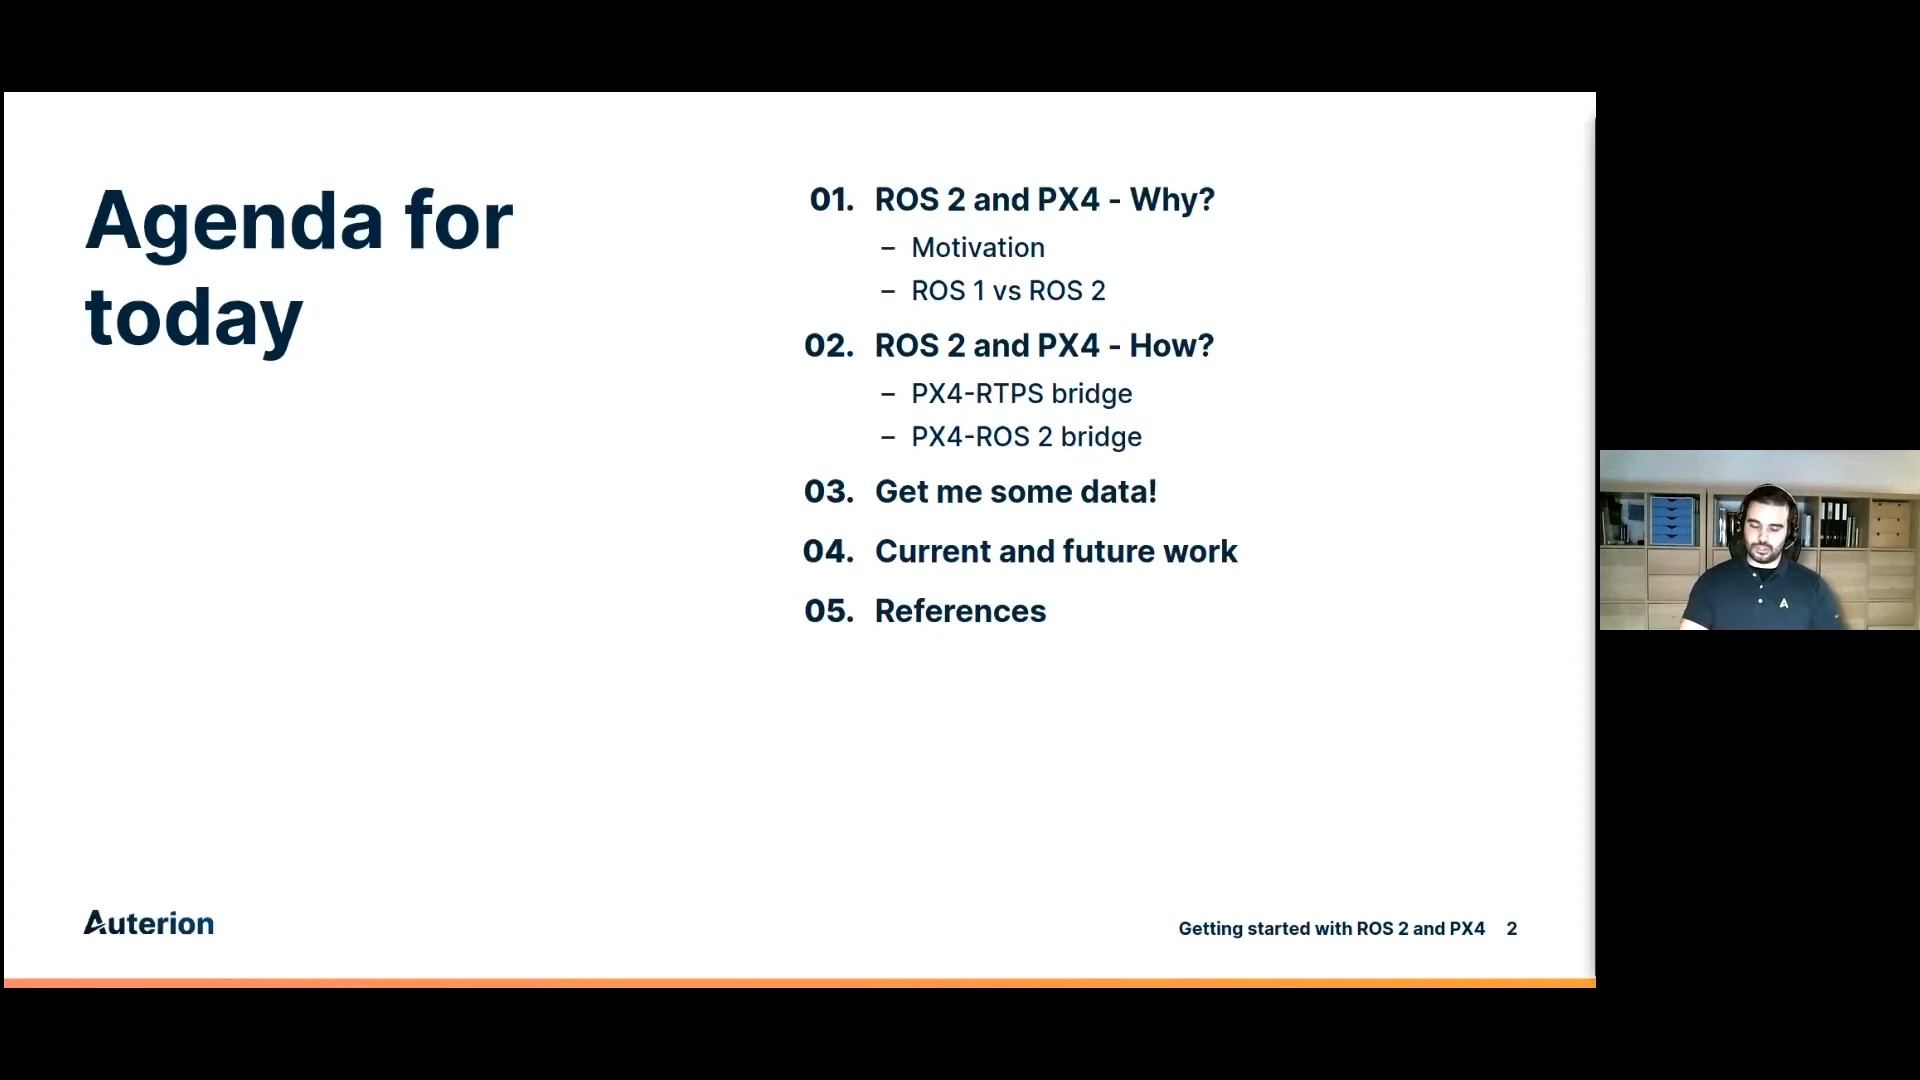 Agenda for
today
01. ROS 2 and PX4 - Why?
– Motivation
– ROS 1 vs ROS 2
02. ROS 2 and PX4 - How?
– PX4-RTPS bridge
– PX4-ROS 2 bridge
03. Get me some data!
04. Current and future work
05. References
Auterion
Getting started with ROS 2 and PX4 2